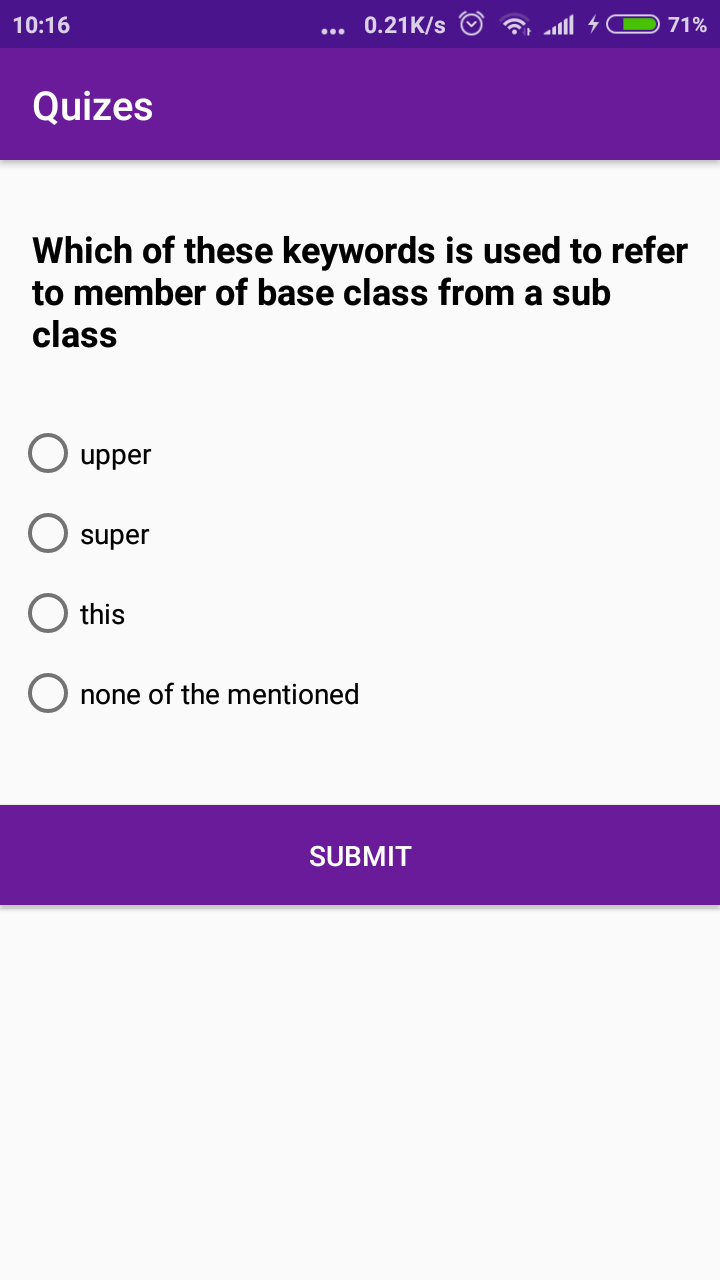 10:16 ... 0.21K/s 71%
Quizes
Which of these keywords is used to refer
to member of base class from a sub
class
upper
super
this
none of the mentioned
SUBMIT